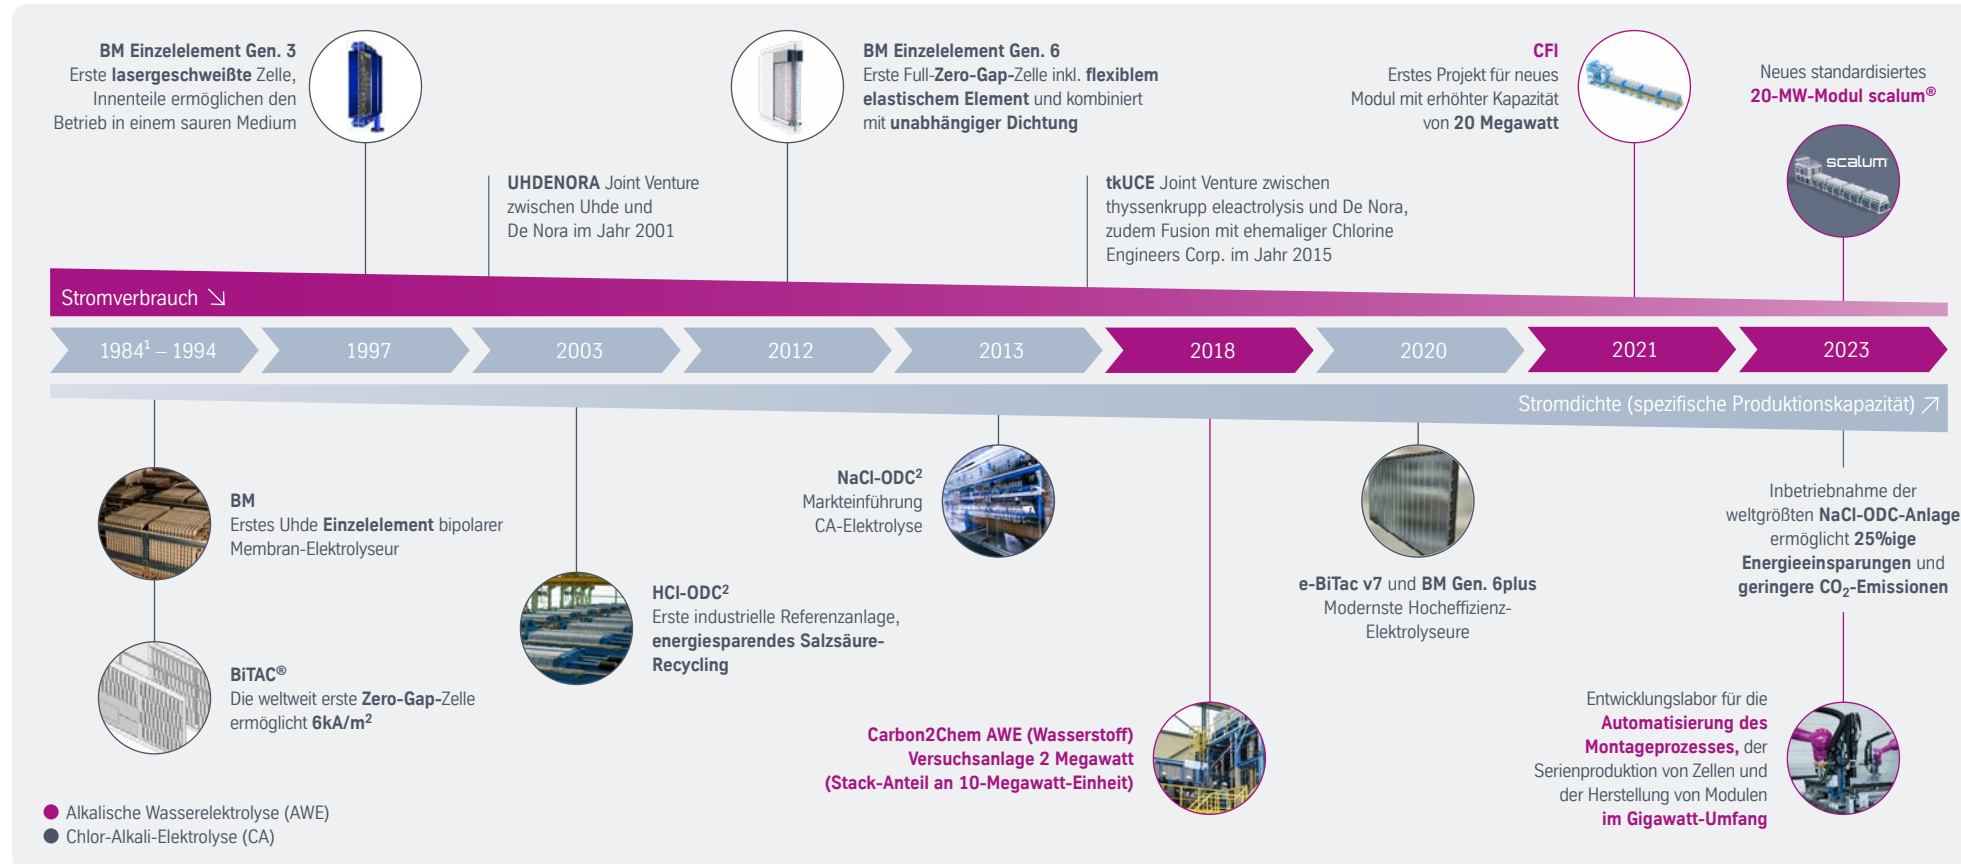 BM Einzelelement Gen. 3
Erste lasergeschweißte Zelle,
Innenteile ermöglichen den
Betrieb in einem sauren Medium
BM Einzelelement Gen. 6
Erste Full-Zero-Gap-Zelle inkl. flexiblem
elastischem Element und kombiniert
mit unabhängiger Dichtung
CFI
Erstes Projekt für neues
Modul mit erhöhter Kapazität
von 20 Megawatt
Neues standardisiertes
20-MW-Modul scalum®
scalum
UHDENORA Joint Venture
zwischen Uhde und
De Nora im Jahr 2001
tkUCE Joint Venture zwischen
thyssenkrupp eleactrolysis und De Nora,
zudem Fusion mit ehemaliger Chlorine
Engineers Corp. im Jahr 2015
Stromverbrauch ↘
1984¹ – 1994
1997
2003
2012
2013
2018
2020
2021
2023
Stromdichte (spezifische Produktionskapazität) ↗
BM
Erstes Uhde Einzelelement bipolarer
Membran-Elektrolyseur
BiTAC®
Die weltweit erste Zero-Gap-Zelle
ermöglicht 6kA/m²
HCl-ODC²
Erste industrielle Referenzanlage,
energiesparendes Salzsäure-
Recycling
NaCl-ODC²
Markteinführung
CA-Elektrolyse
Carbon2Chem AWE (Wasserstoff)
Versuchsanlage 2 Megawatt
(Stack-Anteil an 10-Megawatt-Einheit)
e-BiTac v7 und BM Gen. 6plus
Modernste Hocheffizienz-
Elektrolyseure
Inbetriebnahme der
weltgrößten NaCl-ODC-Anlage
ermöglicht 25%ige
Energieeinsparungen und
geringere CO₂-Emissionen
Entwicklungslabor für die
Automatisierung des
Montageprozesses, der
Serienproduktion von Zellen und
der Herstellung von Modulen
im Gigawatt-Umfang
Alkalische Wasserelektrolyse (AWE)
Chlor-Alkali-Elektrolyse (CA)